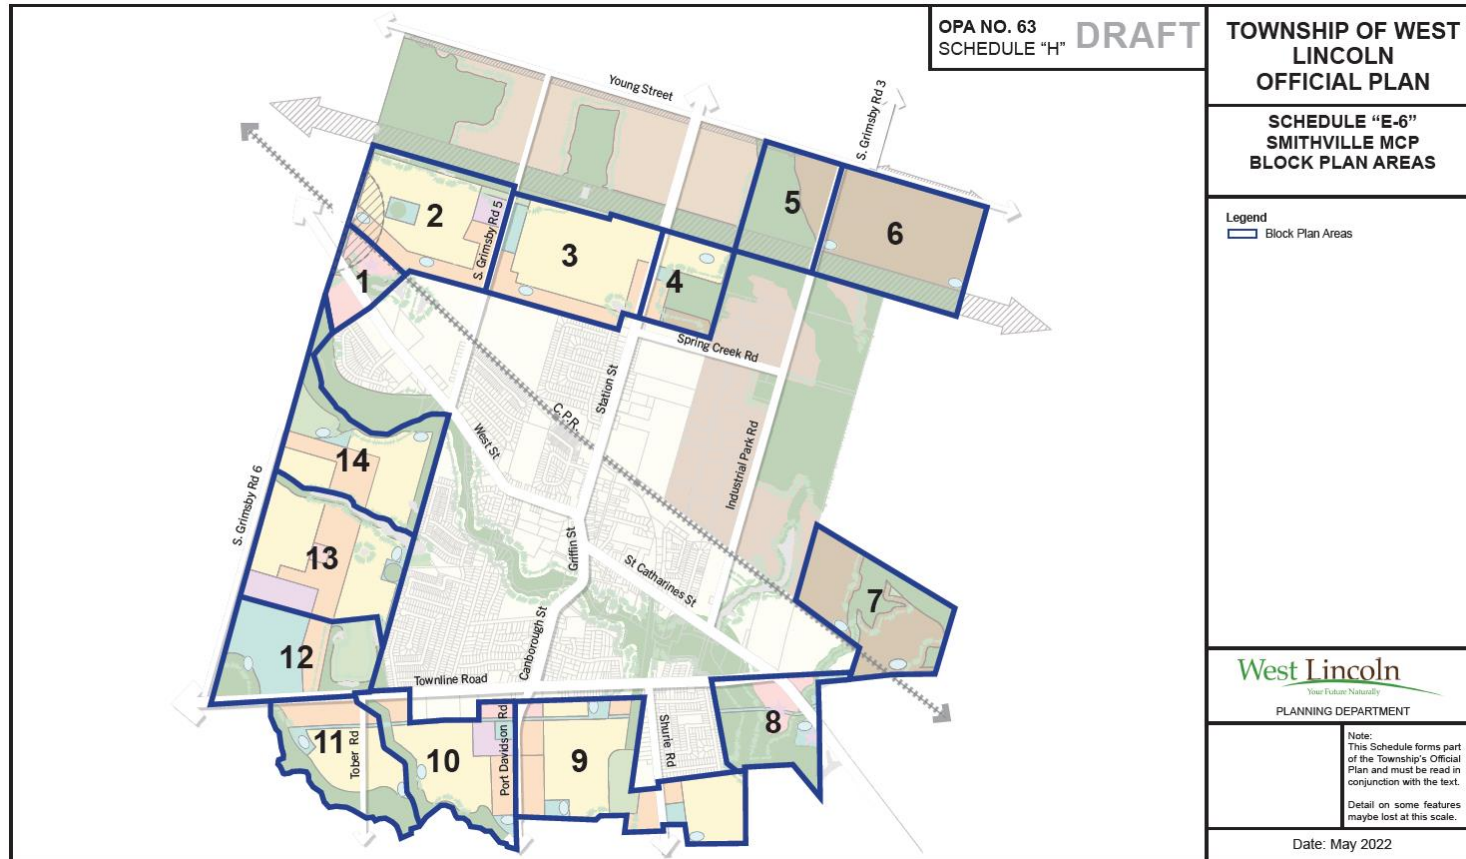 OPA NO. 63
SCHEDULE “H”
DRAFT
TOWNSHIP OF WEST
LINCOLN
OFFICIAL PLAN
SCHEDULE “E-6”
SMITHVILLE MCP
BLOCK PLAN AREAS
Legend
Block Plan Areas
Young Street
S. Grimsby Rd 3
5
6
2
S. Grimsby Rd 5
3
4
1
Spring Creek Rd
Station St
C.P.R.
West St
14
Industrial Park Rd
S. Grimsby Rd 6
13
Griffin St
St Catharines St
7
12
Canborough St
Townline Road
11
Tober Rd
10
Port Davidson Rd
9
Shurie Rd
8
West Lincoln
Your Future Naturally
PLANNING DEPARTMENT
Note:
This Schedule forms part
of the Township's Official
Plan and must be read in
conjunction with the text.
Detail on some features
maybe lost at this scale.
Date: May 2022